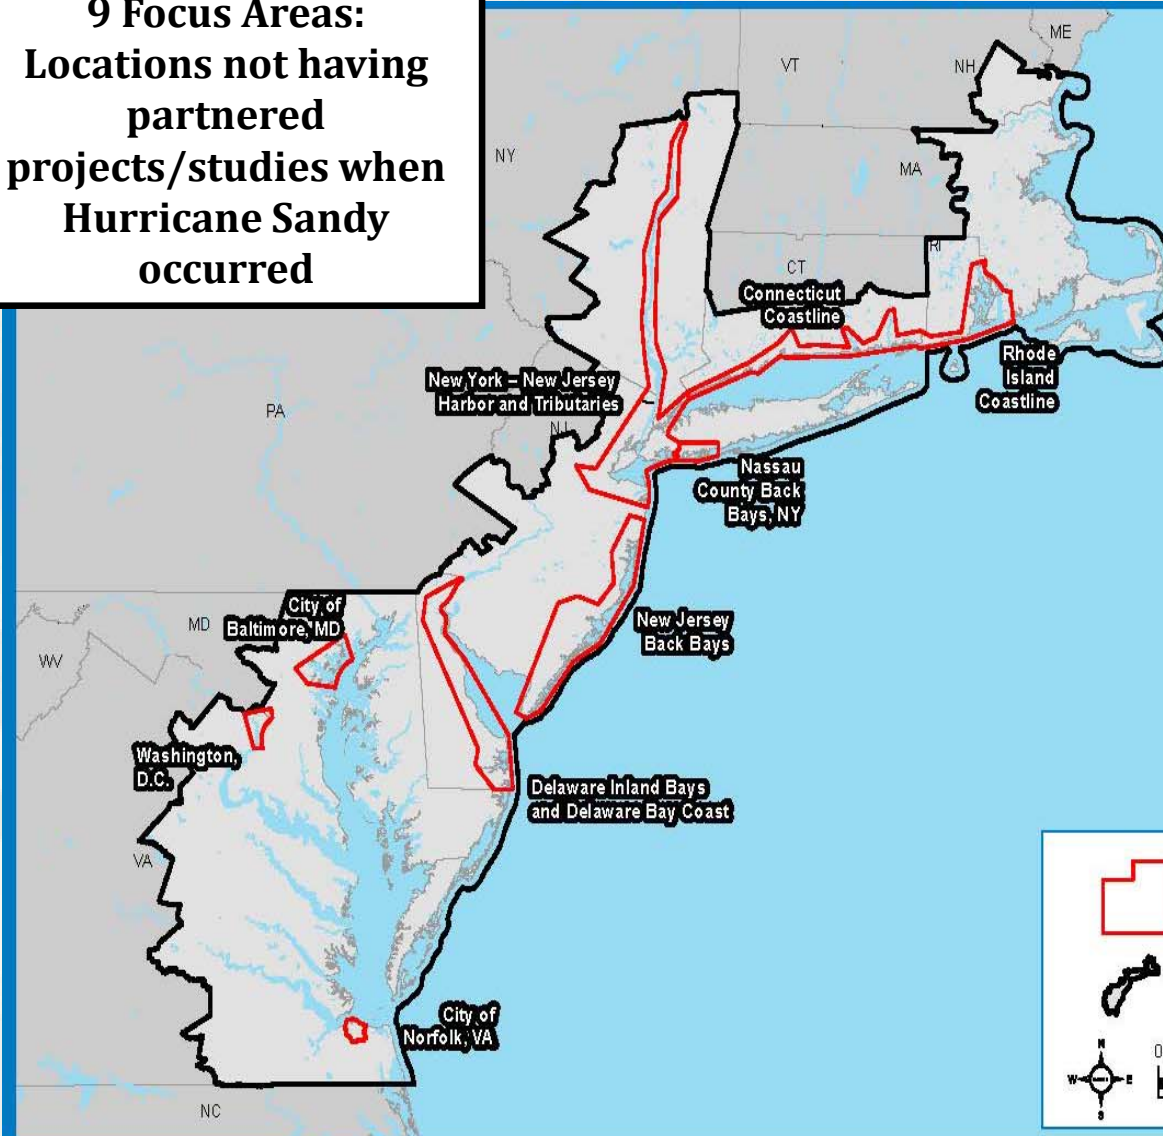 9 Focus Areas:
Locations not having
partnered
projects/studies when
Hurricane Sandy
occurred
ME
VT
NH
NY
MA
RI
CT
Connecticut
Coastline
Rhode
Island
Coastline
New York – New Jersey
Harbor and Tributaries
PA
NJ
Nassau
County Back
Bays, NY
City of
Baltimore, MD
MD
New Jersey
Back Bays
WV
Washington,
D.C.
Delaware Inland Bays
and Delaware Bay Coast
VA
City of
Norfolk, VA
N
W
E
S
0
NC